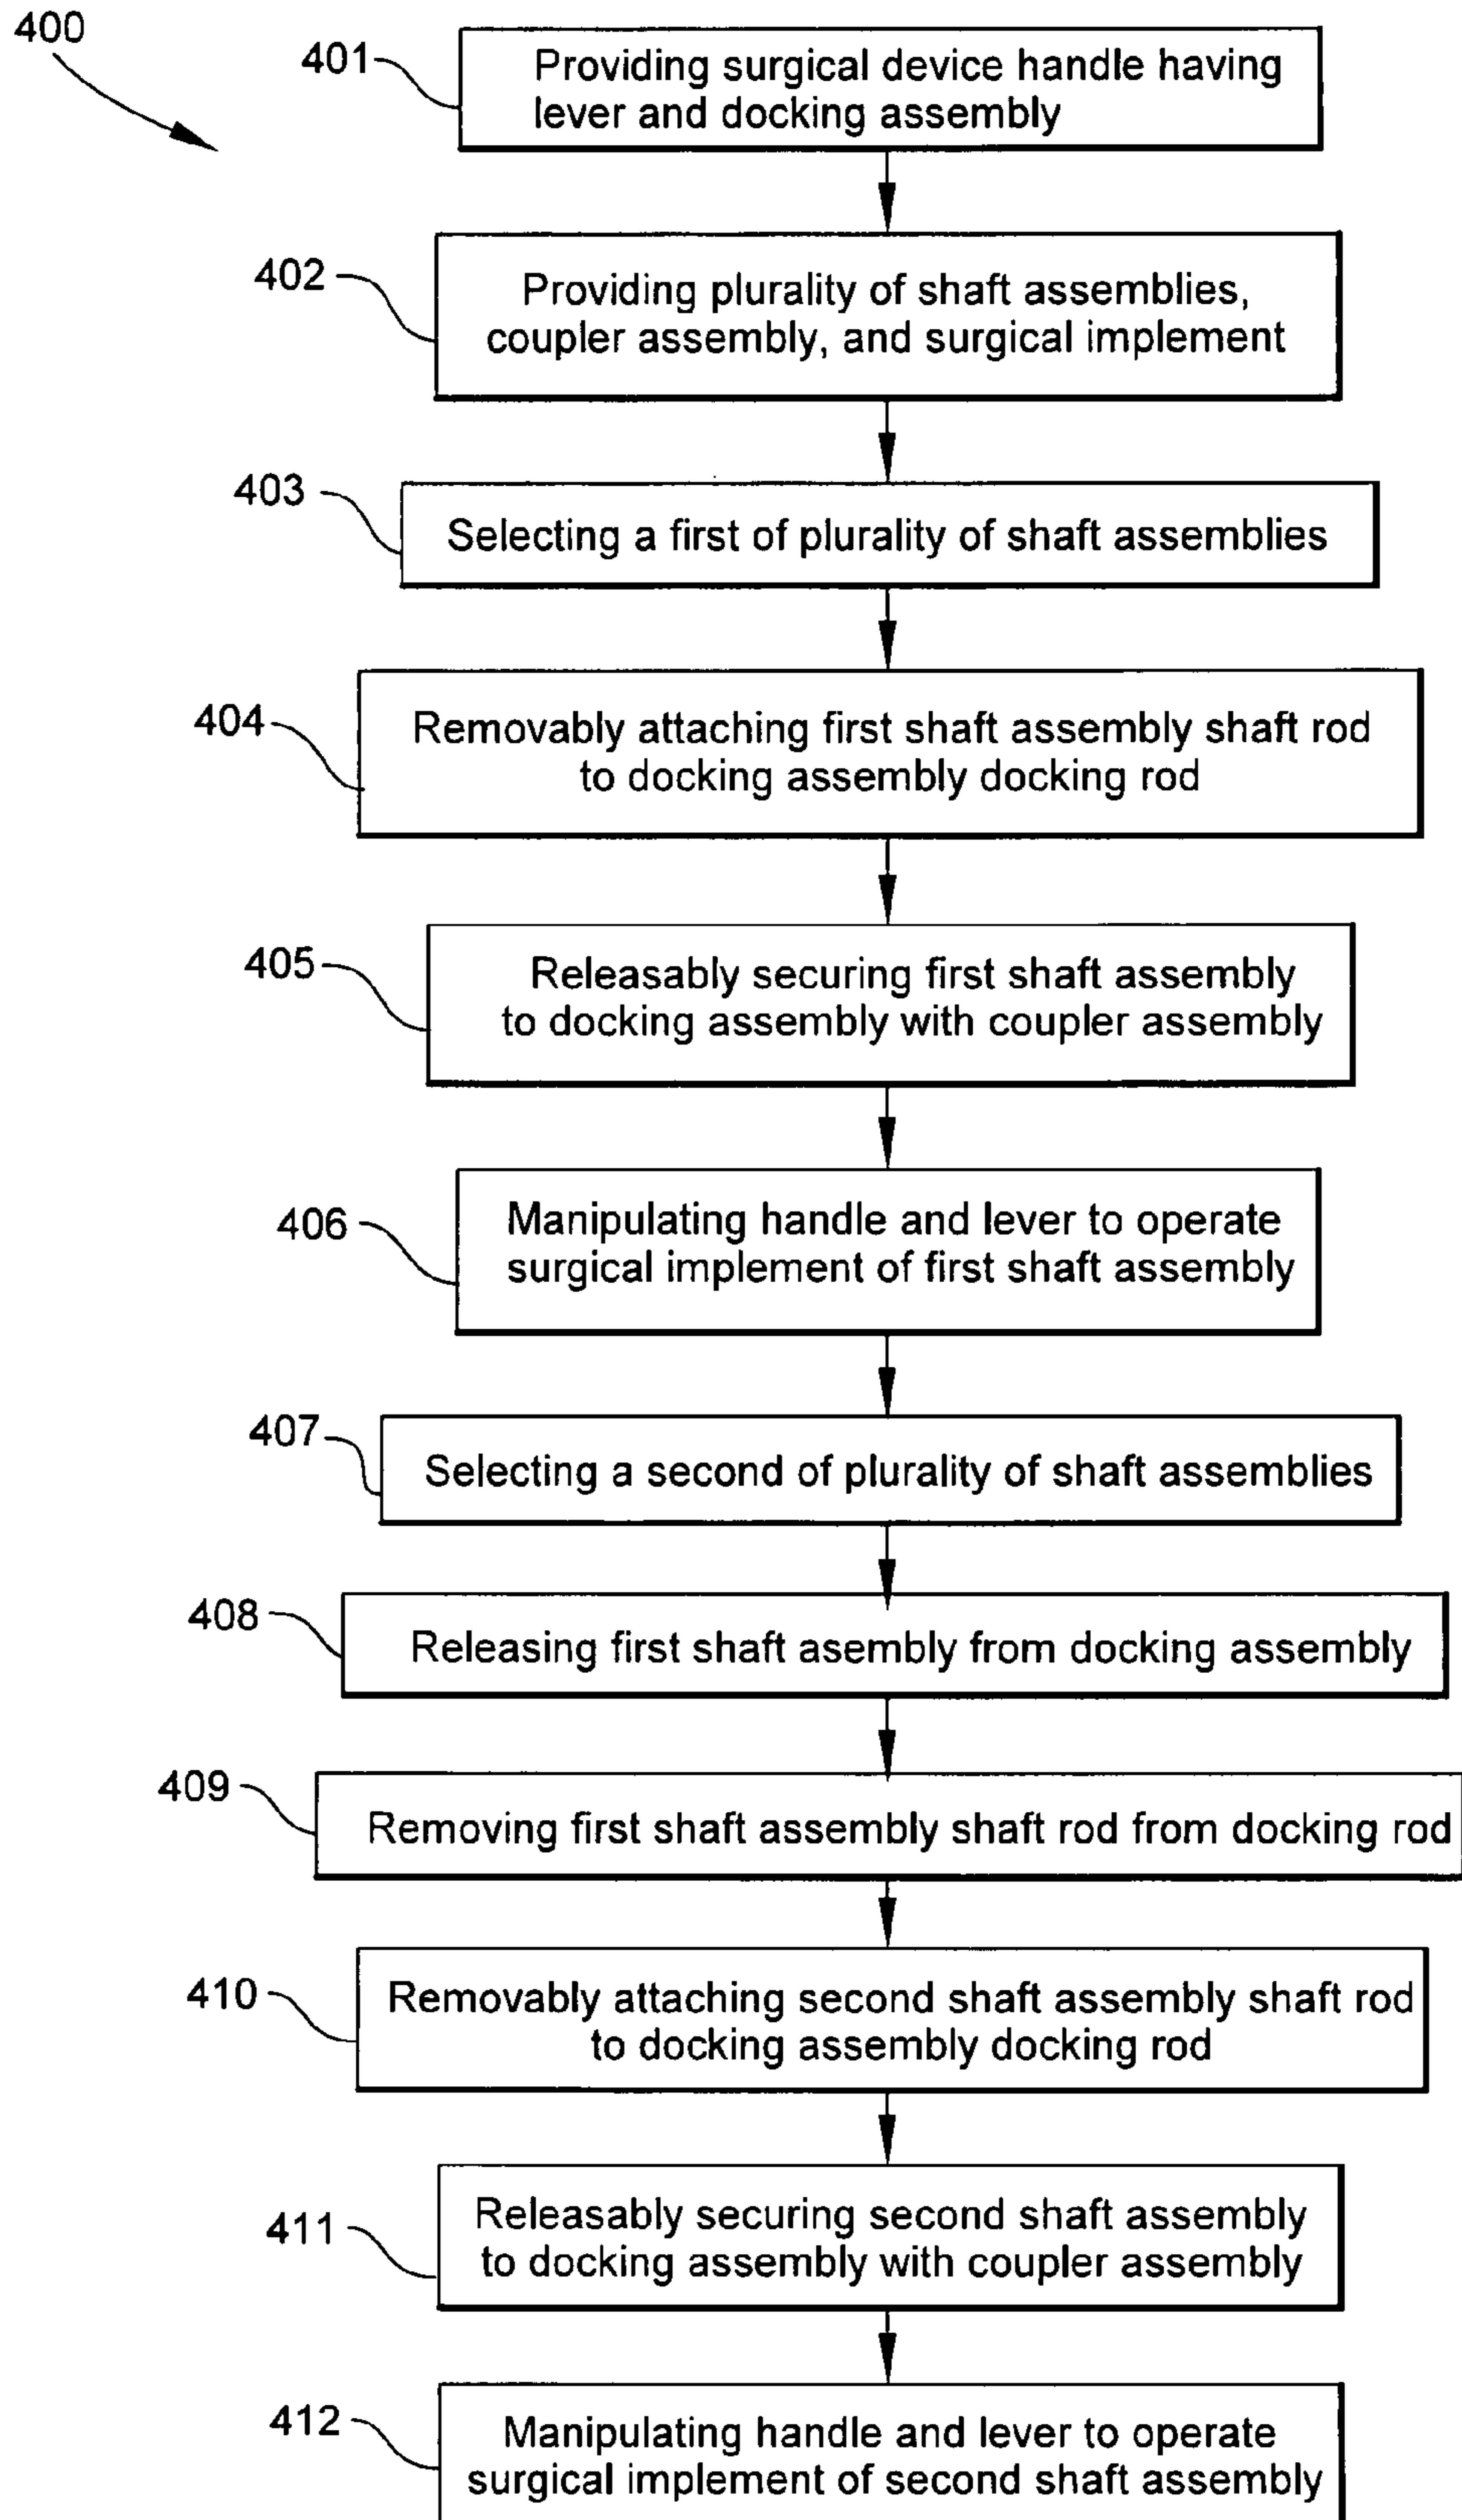 400
401
Providing surgical device handle having
lever and docking assembly
402
Providing plurality of shaft assemblies,
coupler assembly, and surgical implement
403
Selecting a first of plurality of shaft assemblies
404
Removably attaching first shaft assembly shaft rod
to docking assembly docking rod
405
Releasably securing first shaft assembly
to docking assembly with coupler assembly
406
Manipulating handle and lever to operate
surgical implement of first shaft assembly
407
Selecting a second of plurality of shaft assemblies
408
Releasing first shaft asembly from docking assembly
409
Removing first shaft assembly shaft rod from docking rod
410
Removably attaching second shaft assembly shaft rod
to docking assembly docking rod
411
Releasably securing second shaft assembly
to docking assembly with coupler assembly
412
Manipulating handle and lever to operate
surgical implement of second shaft assembly